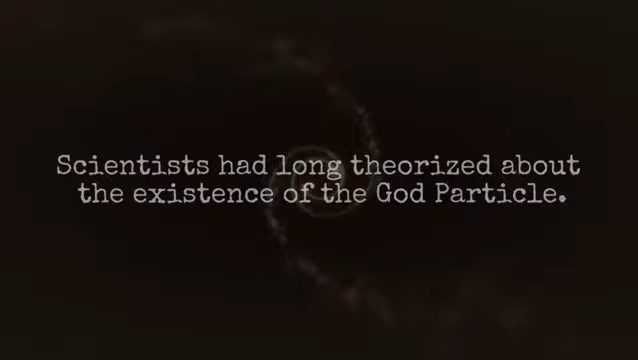 Scientists had long theorized about
the existence of the God Particle.